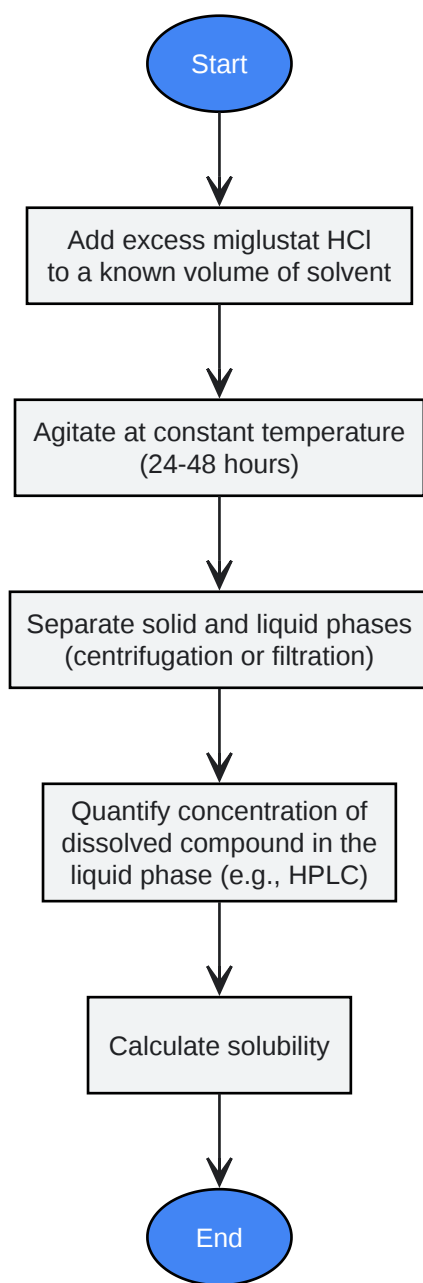 Start
Add excess miglustat HCl
to a known volume of solvent
Agitate at constant temperature
(24-48 hours)
Separate solid and liquid phases
(centrifugation or filtration)
Quantify concentration of
dissolved compound in the
liquid phase (e.g., HPLC)
Calculate solubility
End